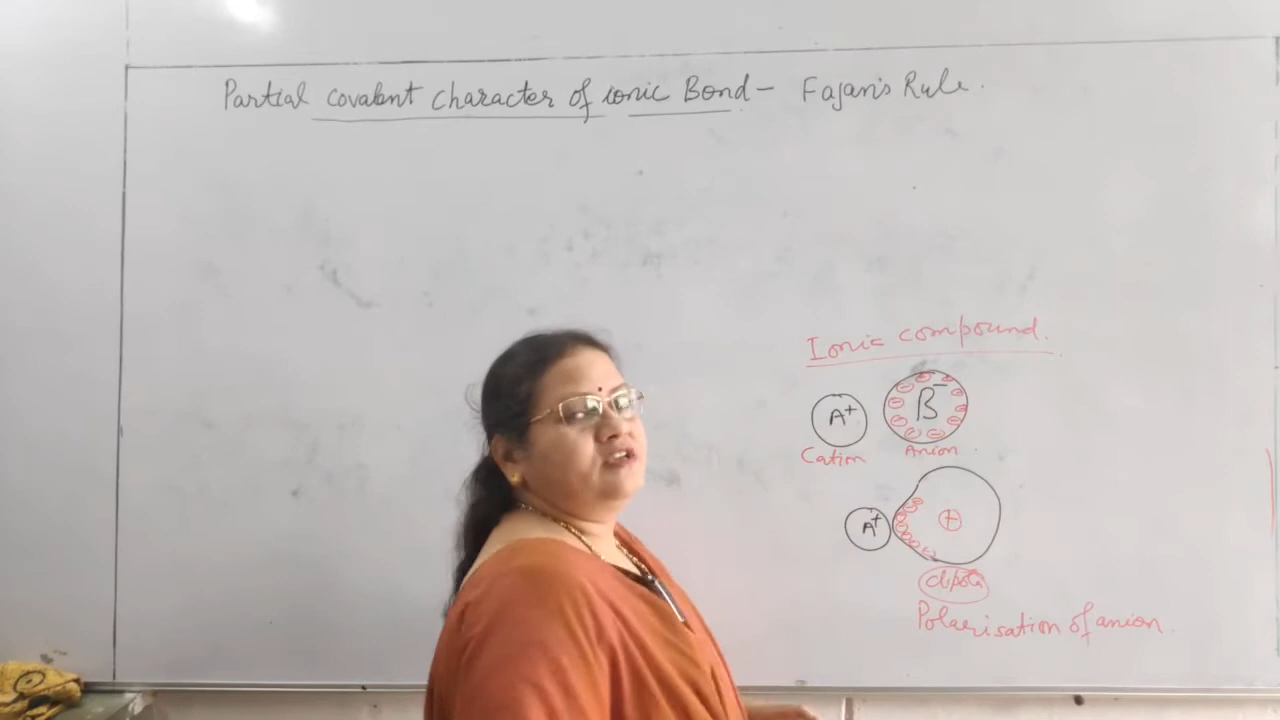 Partial covalent character of ionic Bond - Fajan's Rule.
Ionic compound.
A+ B-
Cation Anion
A+ +
dipole
Polarisation of anion